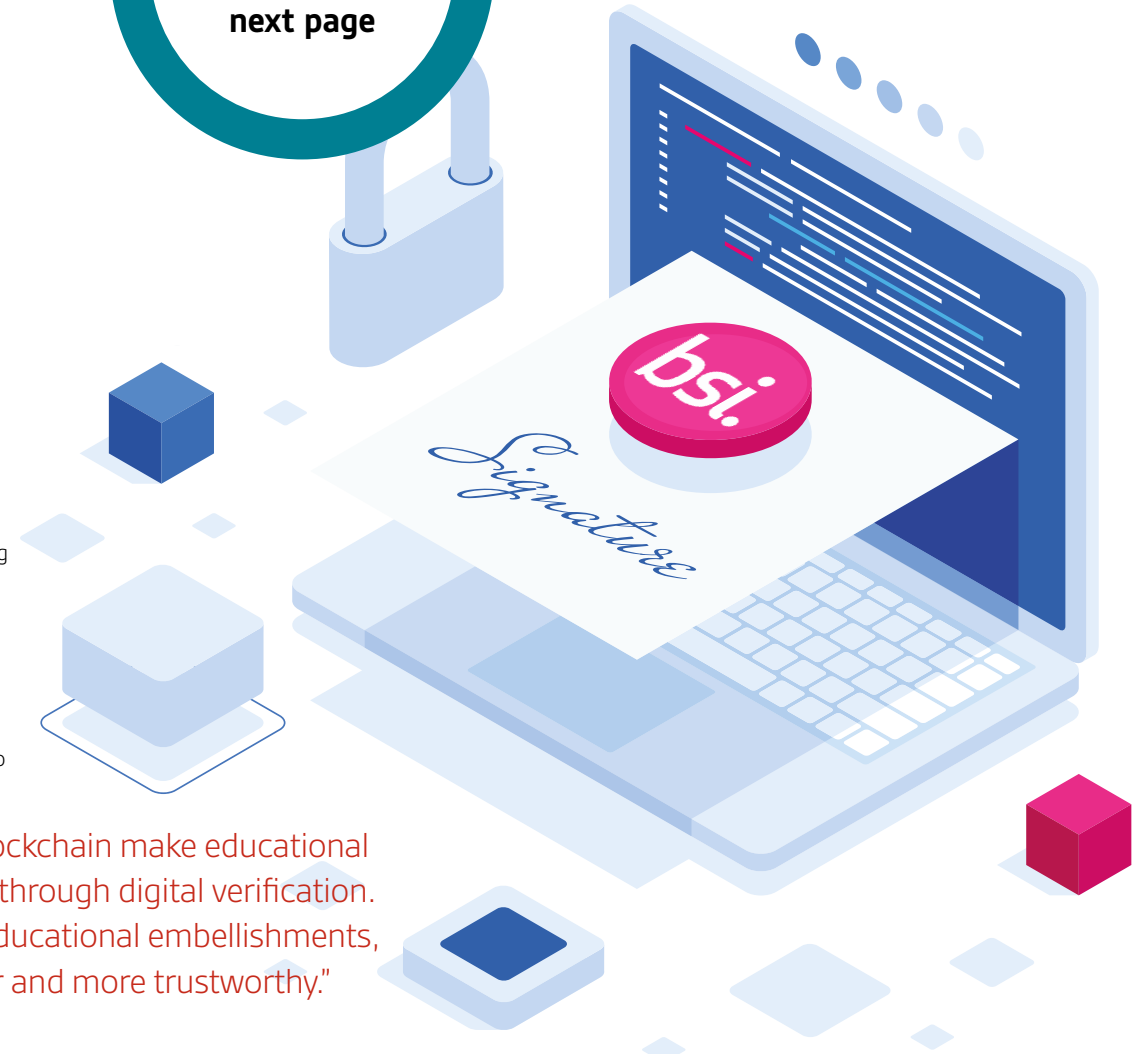 next page
bsi.
Signature
g
o
ockchain make educational
through digital verification.
ducational embellishments,
r and more trustworthy.”